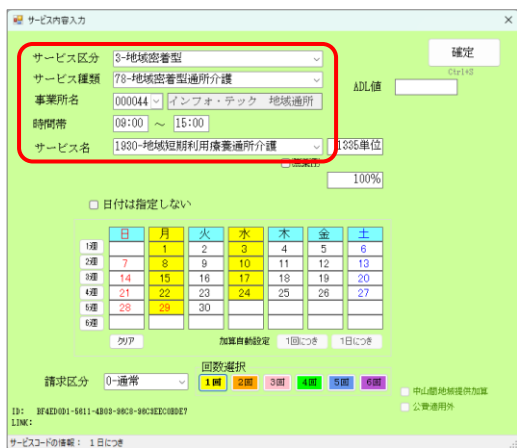 サービス内容入力
サービス区分 3-地域密着型
サービス種類 78-地域密着型通所介護
事業所名 000044 インフォ・テック 地域通所
時間帯 09:00 ～ 15:00
サービス名 1930-地域短期利用療養通所介護 1335単位
100%
確定
Ctrl+S
ADL値
日付は指定しない
日 月 火 水 木 金 土
1週 1 2 3 4 5 6
2週 7 8 9 10 11 12 13
3週 14 15 16 17 18 19 20
4週 21 22 23 24 25 26 27
5週 28 29 30
6週
クリア 加算自動設定 1回につき 1日につき
回数選択
請求区分 0-通常 1回 2回 3回 4回 5回 6回
中山間地域提供加算
公費適用外
LINK:
サービスコードの情報： 1日につき